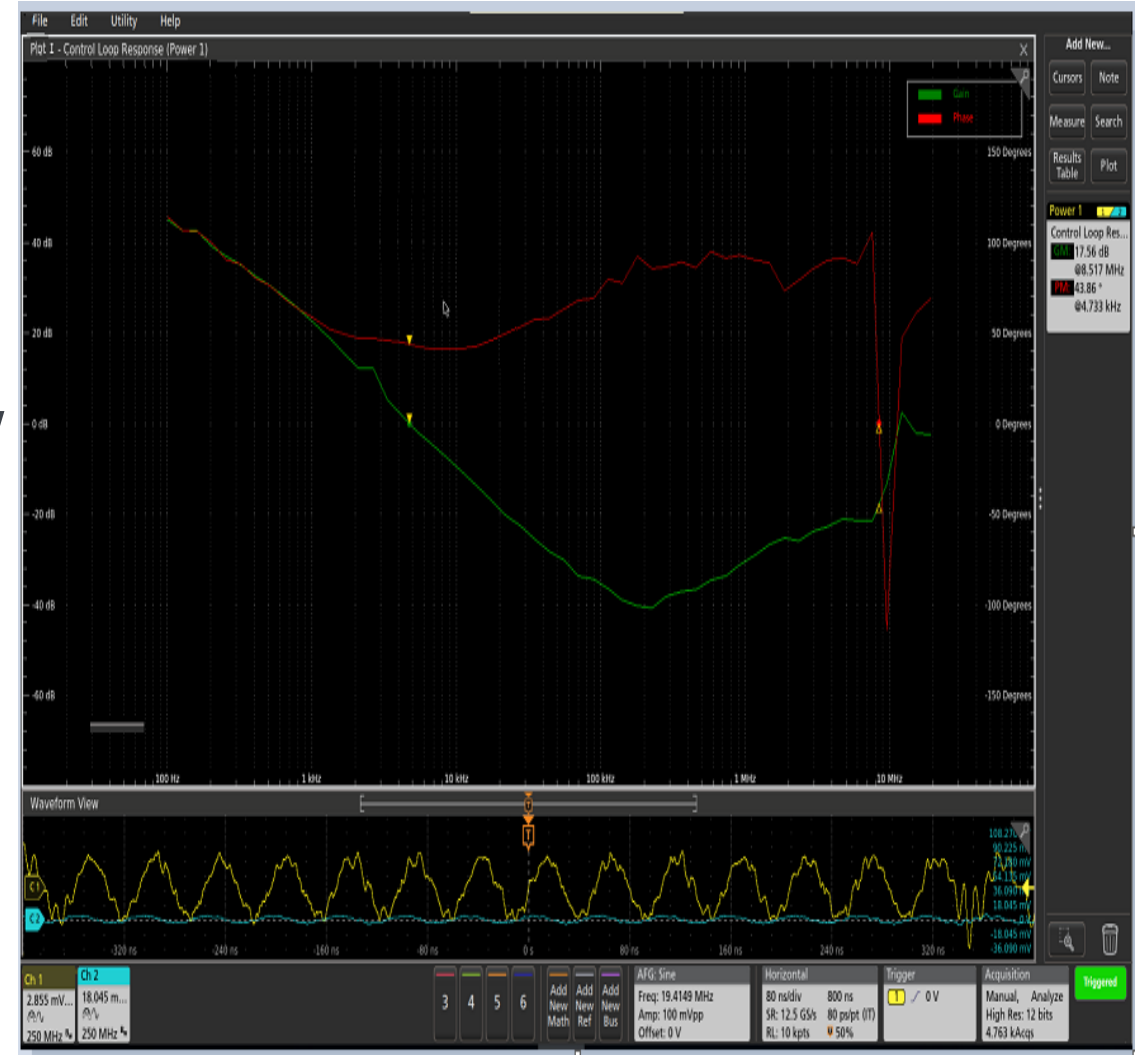 File Edit Utility Help
Plot I - Control Loop Response (Power 1)
X
Gain
Phase
60 dB
40 dB
20 dB
0 dB
-20 dB
-40 dB
-60 dB
150 Degrees
100 Degrees
50 Degrees
0 Degrees
-50 Degrees
-100 Degrees
-150 Degrees
100 Hz 1 kHz 10 kHz 100 kHz 1 MHz 10 MHz
Add New...
Cursors Note
Measure Search
Results Table Plot
Power 1 1 2
Control Loop Res...
GM: 17.56 dB
@8.517 MHz
PM: 43.86 °
@4.733 kHz
Waveform View
T
T
C1
C2
90.225 mV
36.090 mV
18.045 mV
-18.045 mV
-36.090 mV
-320 ns -240 ns -160 ns -80 ns 0 s 80 ns 160 ns 240 ns 320 ns
Ch 1
2.855 mV...
250 MHz
Ch 2
18.045 m...
250 MHz
3 4 5 6
Add New Math
Add New Ref
Add New Bus
AFG: Sine
Freq: 19.4149 MHz
Amp: 100 mVpp
Offset: 0 V
Horizontal
80 ns/div 800 ns
SR: 12.5 GS/s 80 ps/pt (IT)
RL: 10 kpts 50%
Trigger
1 0 V
Acquisition
Manual, Analyze
High Res: 12 bits
4.763 kAcqs
Triggered